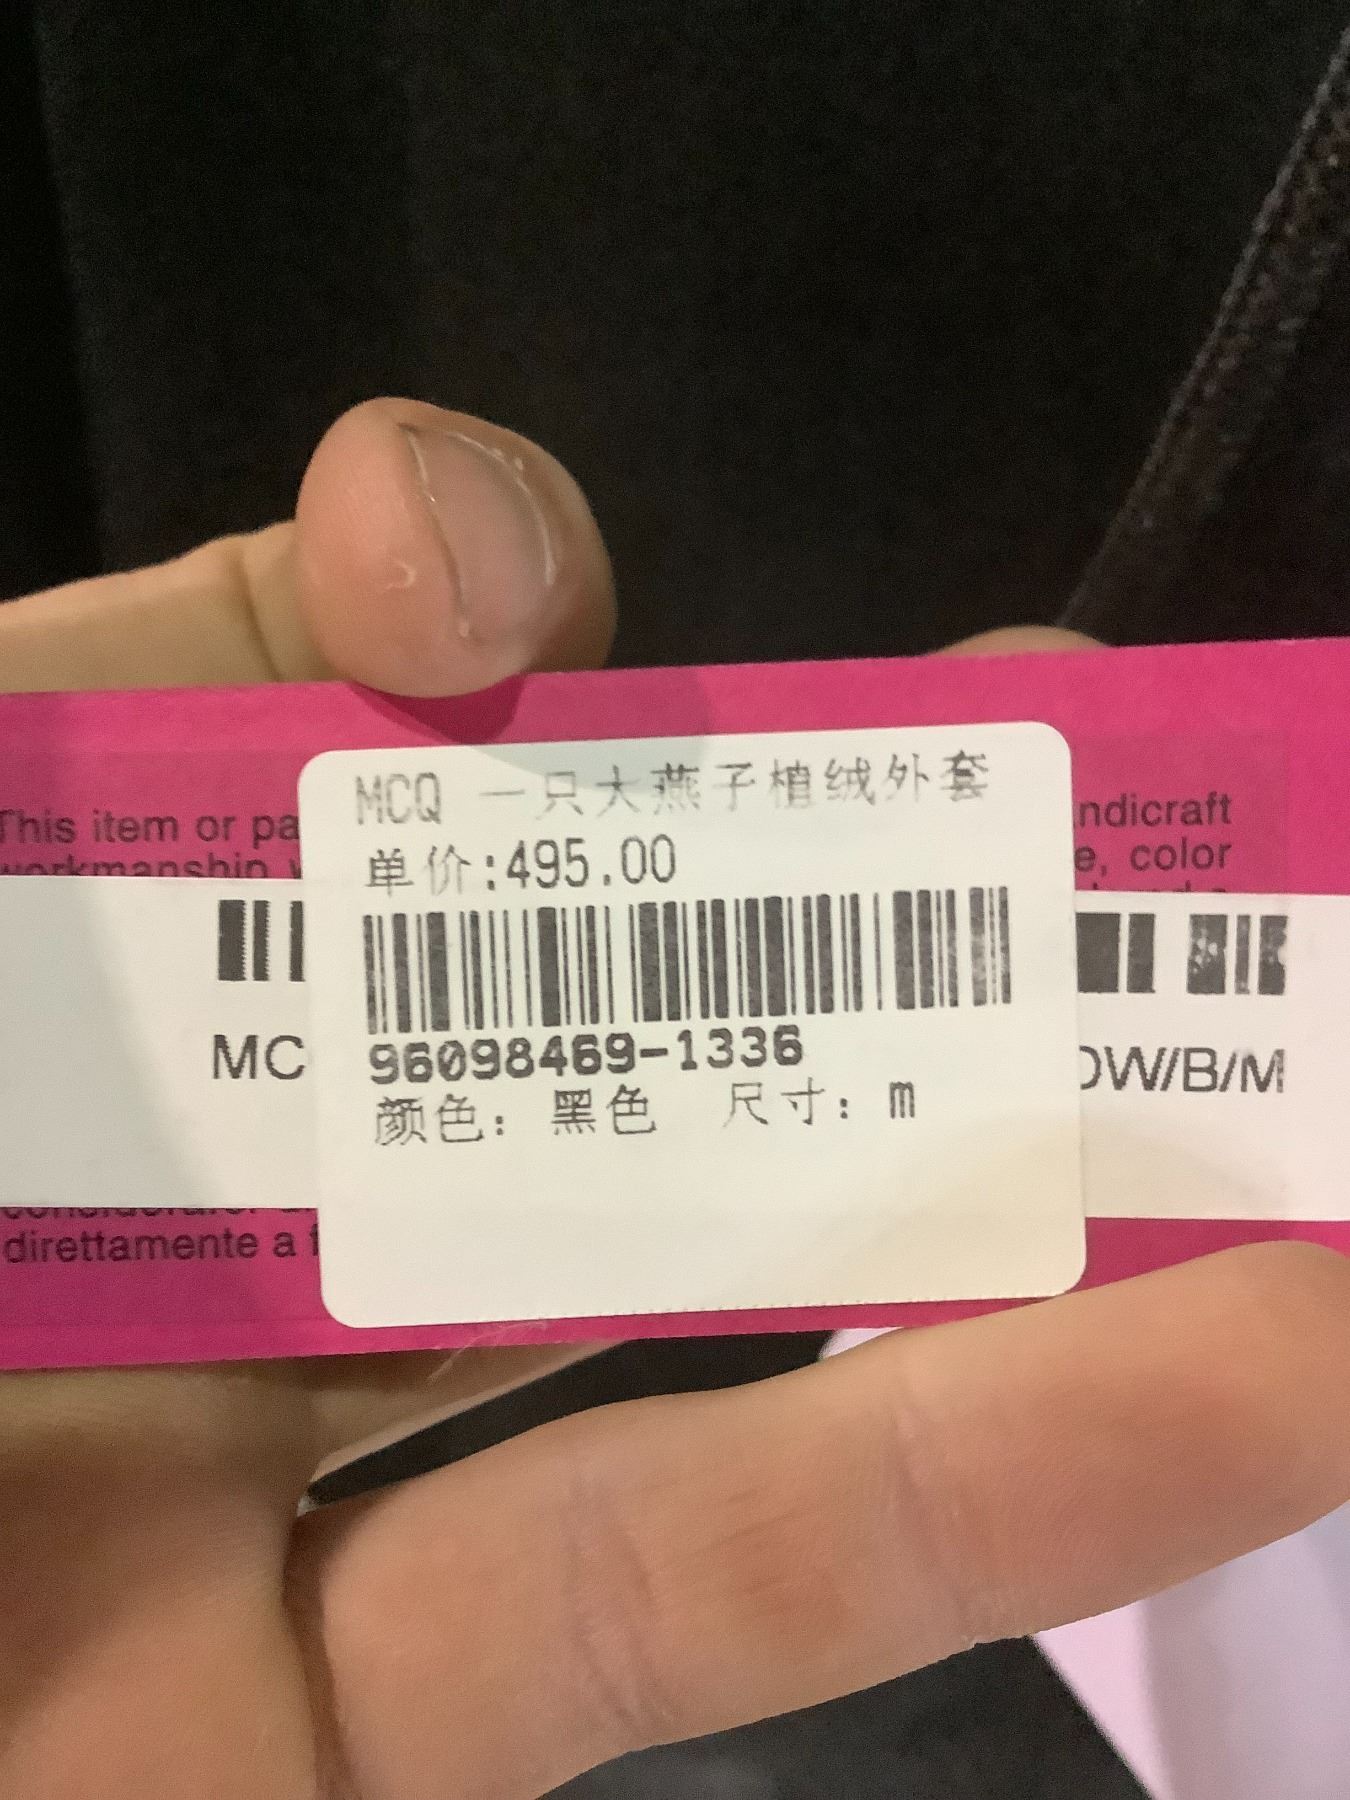 MCQ 一只大燕子植绒外套
单价:495.00
96098469-1336
颜色: 黑色 尺寸: m
This item or pa
ndicraft
workmanship
e, color
MC
OW/B/M
direttamente a f